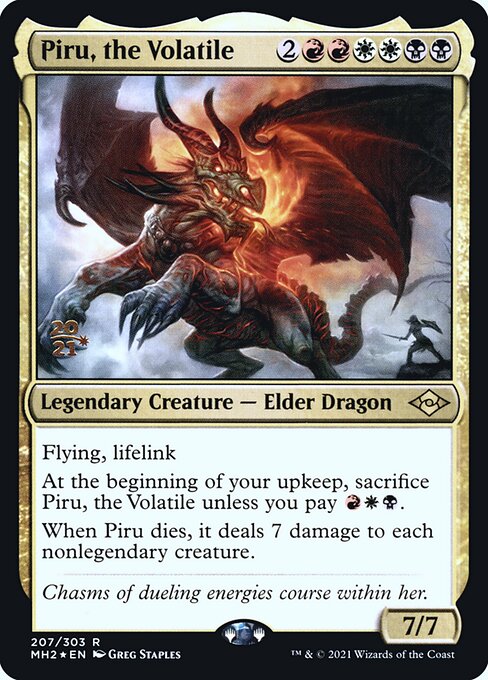 Piru, the Volatile 2
20
21
Legendary Creature — Elder Dragon
Flying, lifelink
At the beginning of your upkeep, sacrifice
Piru, the Volatile unless you pay .
When Piru dies, it deals 7 damage to each
nonlegendary creature.
Chasms of dueling energies course within her.
7/7
207/303 R
MH2 ★ EN Greg Staples ™ & © 2021 Wizards of the Coast